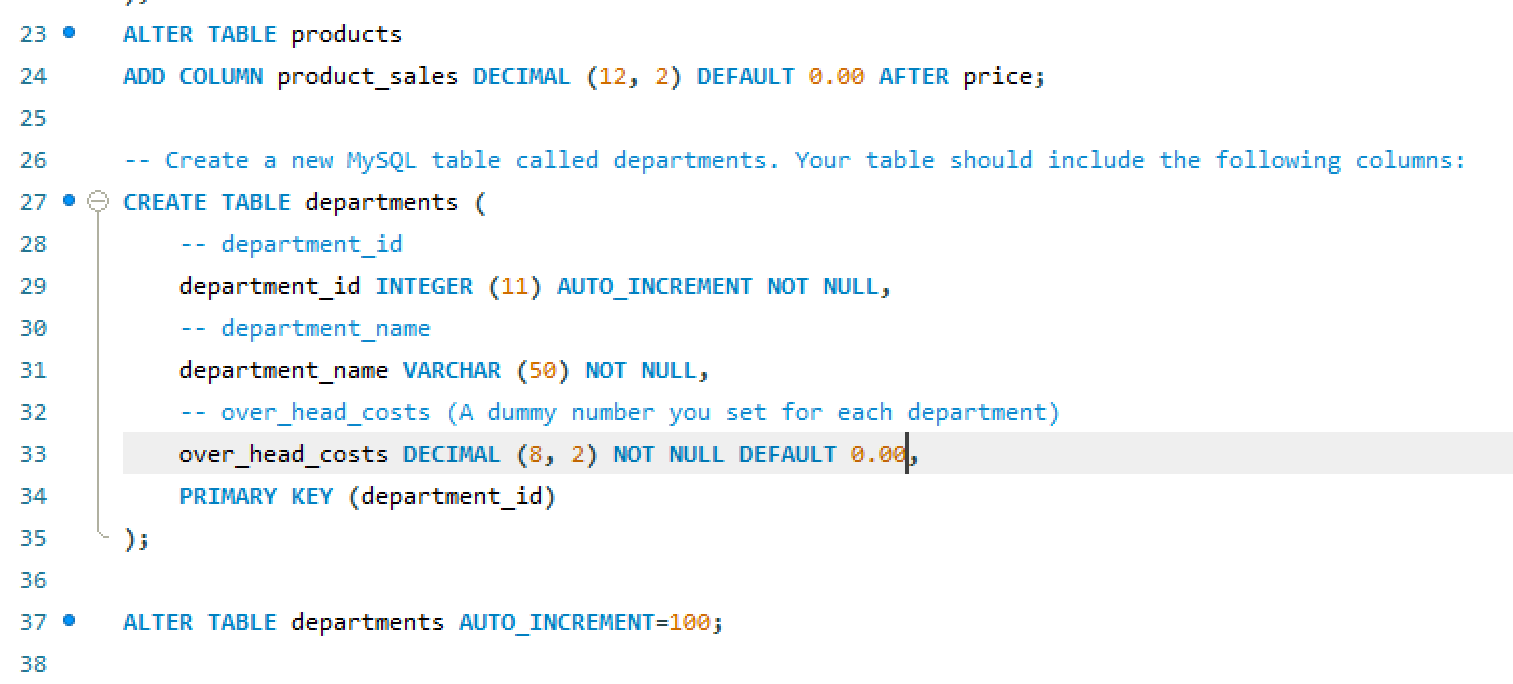 23 ALTER TABLE products
24 ADD COLUMN product_sales DECIMAL (12, 2) DEFAULT 0.00 AFTER price;
25
26 -- Create a new MySQL table called departments. Your table should include the following columns:
27 CREATE TABLE departments (
28 -- department_id
29 department_id INTEGER (11) AUTO_INCREMENT NOT NULL,
30 -- department_name
31 department_name VARCHAR (50) NOT NULL,
32 -- over_head_costs (A dummy number you set for each department)
33 over_head_costs DECIMAL (8, 2) NOT NULL DEFAULT 0.00,
34 PRIMARY KEY (department_id)
35 );
36
37 ALTER TABLE departments AUTO_INCREMENT=100;
38